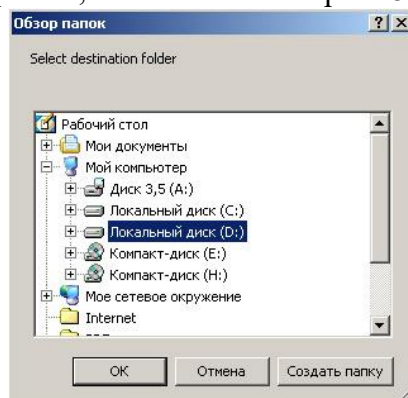 Обзор папок
Select destination folder
Рабочий стол
Мои документы
Мой компьютер
Диск 3,5 (A:)
Локальный диск (C:)
Локальный диск (D:)
Компакт-диск (E:)
Компакт-диск (H:)
Мое сетевое окружение
Internet
OK
Отмена
Создать папку